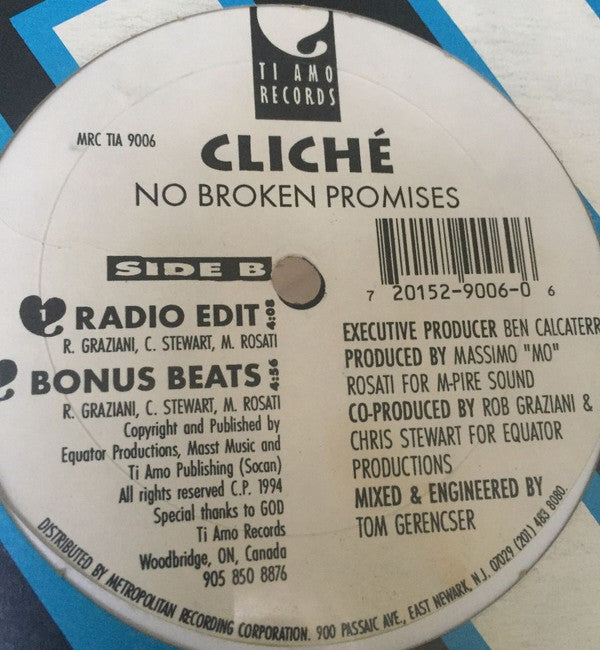 TI AMO
RECORDS
MRC TIA 9006
CLICHÉ
NO BROKEN PROMISES
SIDE B
7 20152-9006-0 6
1 RADIO EDIT 4:08
R. GRAZIANI, C. STEWART, M. ROSATI
BONUS BEATS 4:56
R. GRAZIANI, C. STEWART, M. ROSATI
Copyright and Published by
Equator Productions, Masst Music and
Ti Amo Publishing (Socan)
All rights reserved C.P. 1994
Special thanks to GOD
Ti Amo Records
Woodbridge, ON, Canada
905 850 8876
EXECUTIVE PRODUCER BEN CALCATERR
PRODUCED BY MASSIMO "MO"
ROSATI FOR M-PIRE SOUND
CO-PRODUCED BY ROB GRAZIANI &
CHRIS STEWART FOR EQUATOR
PRODUCTIONS
MIXED & ENGINEERED BY
TOM GERENCSER
DISTRIBUTED BY METROPOLITAN RECORDING CORPORATION. 900 PASSAIC AVE., EAST NEWARK, N.J. 07029 (201) 483 8080.